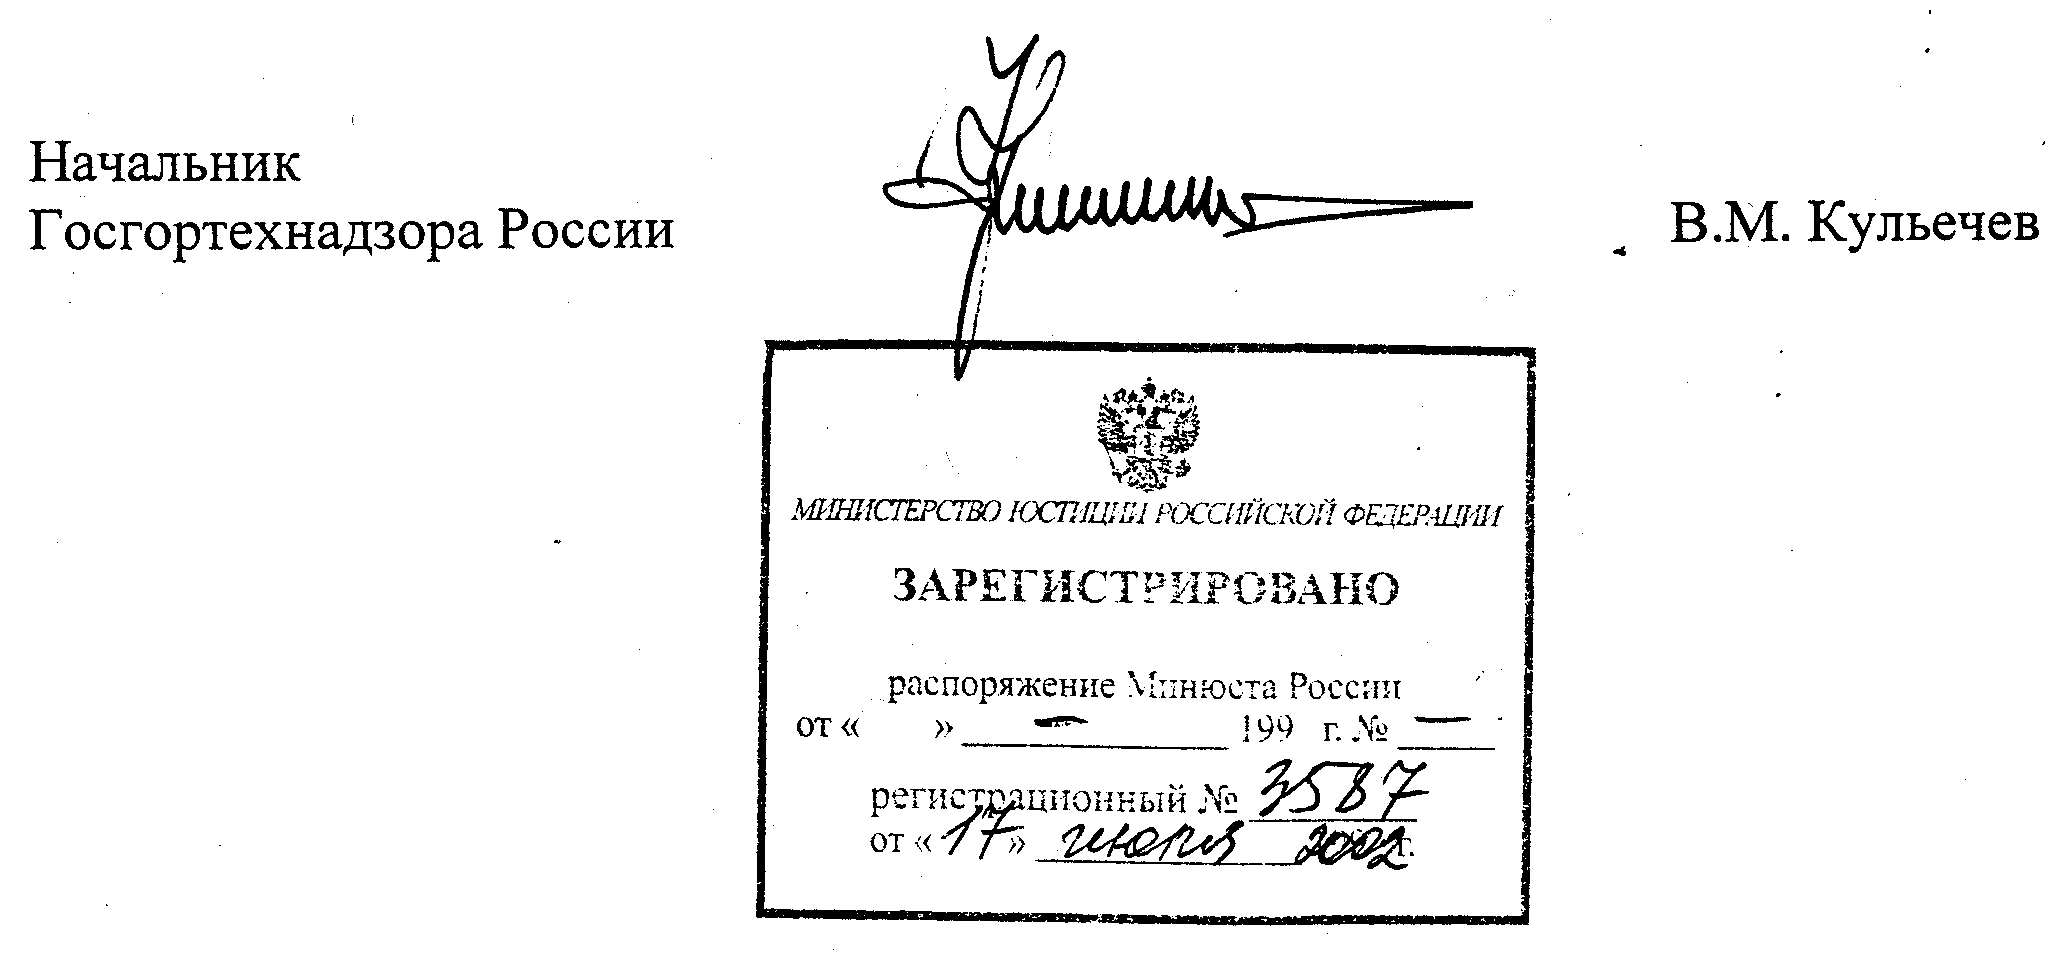 Начальник
Госгортехнадзора России
В.М. Кульечев
МИНИСТЕРСТВО ЮСТИЦИИ РОССИЙСКОЙ ФЕДЕРАЦИИ
ЗАРЕГИСТРИРОВАНО
распоряжение Минюста России
от « » — 199 г. № —
регистрационный № 3587
от «17» июля 2002 г.